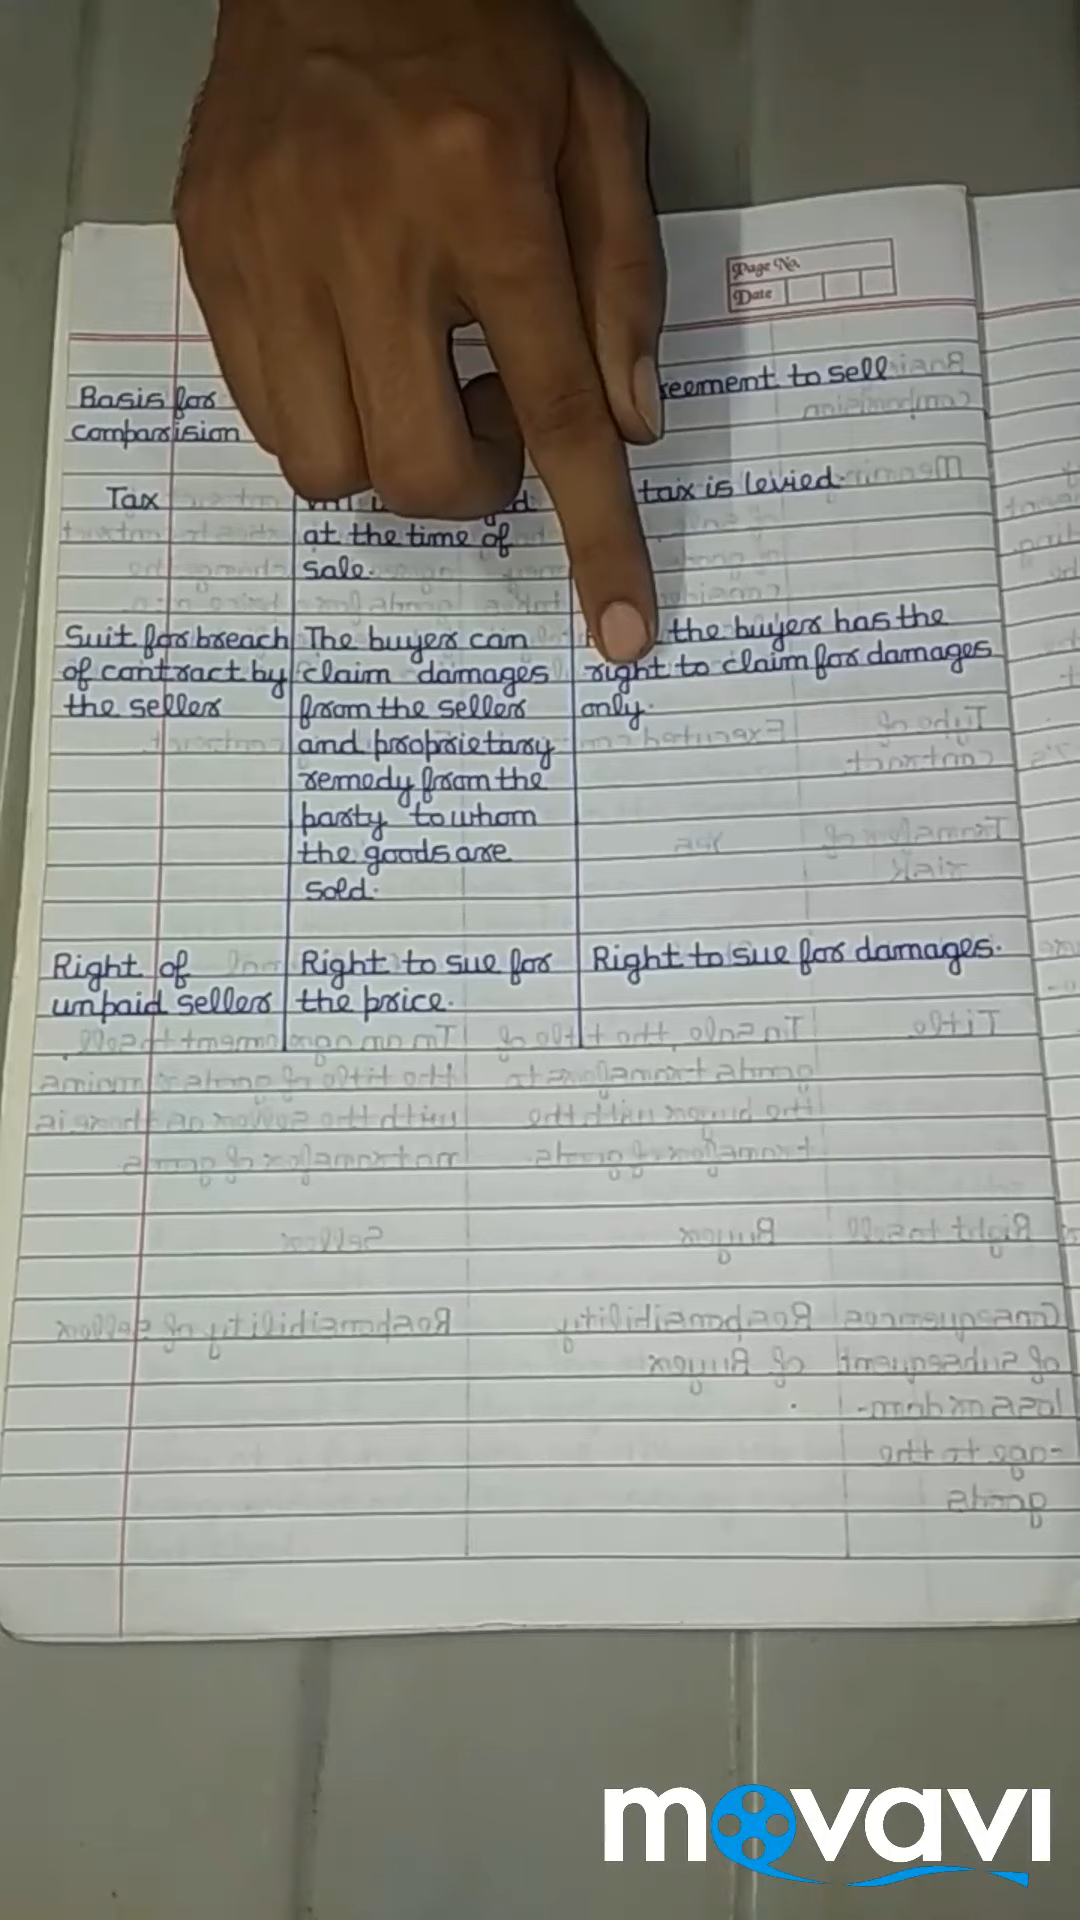 Page No.
Date
Basis for
comparision
reement to sell
Tax
at the time of
sale.
tax is levied.
Suit for breach
of contract by
the seller
The buyer can
claim damages
from the seller
and proprietary
remedy from the
party to whom
the goods are
sold.
the buyer has the
right to claim for damages
only.
Right of
unpaid seller
Right to sue for
the price.
Right to sue for damages.
movavi